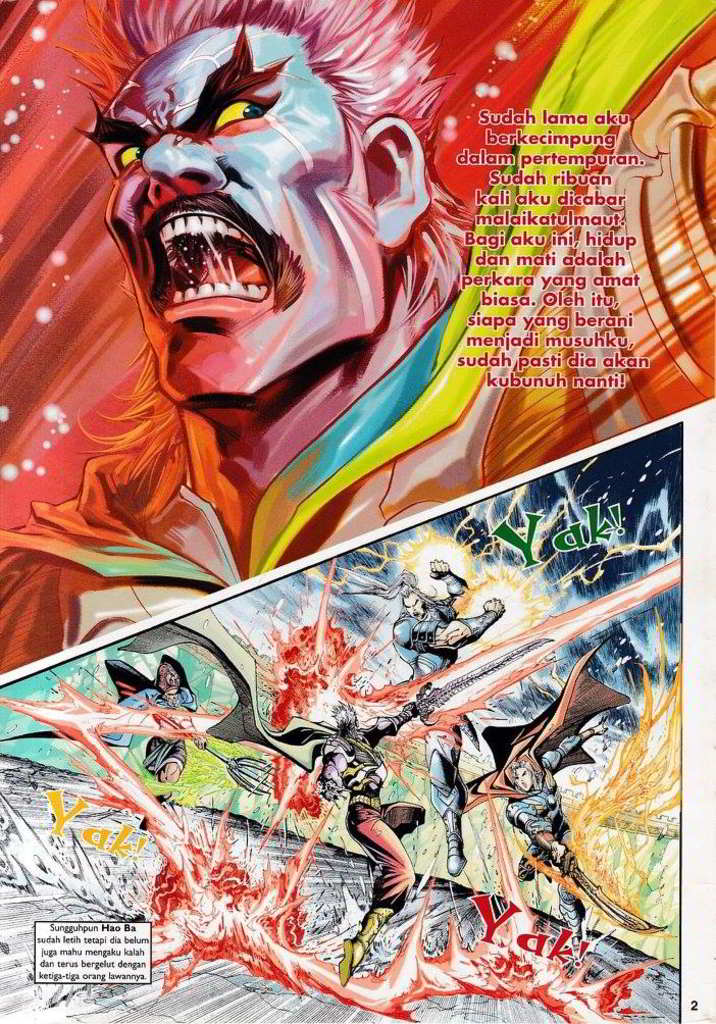 Sudah lama aku
berkecimpung
dalam pertempuran.
Sudah ribuan
kali aku dicabar
malaikatulmaut.
Bagi aku ini, hidup
dan mati adalah
perkara yang amat
biasa. Oleh itu,
siapa yang berani
menjadi musuhku,
sudah pasti dia akan
kubunuh nanti!
Yak!
Yak!
Yak!
Sungguhpun Hao Ba
sudah letih tetapi dia belum
juga mahu mengaku kalah
dan terus bergelut dengan
ketiga-tiga orang lawannya.
2